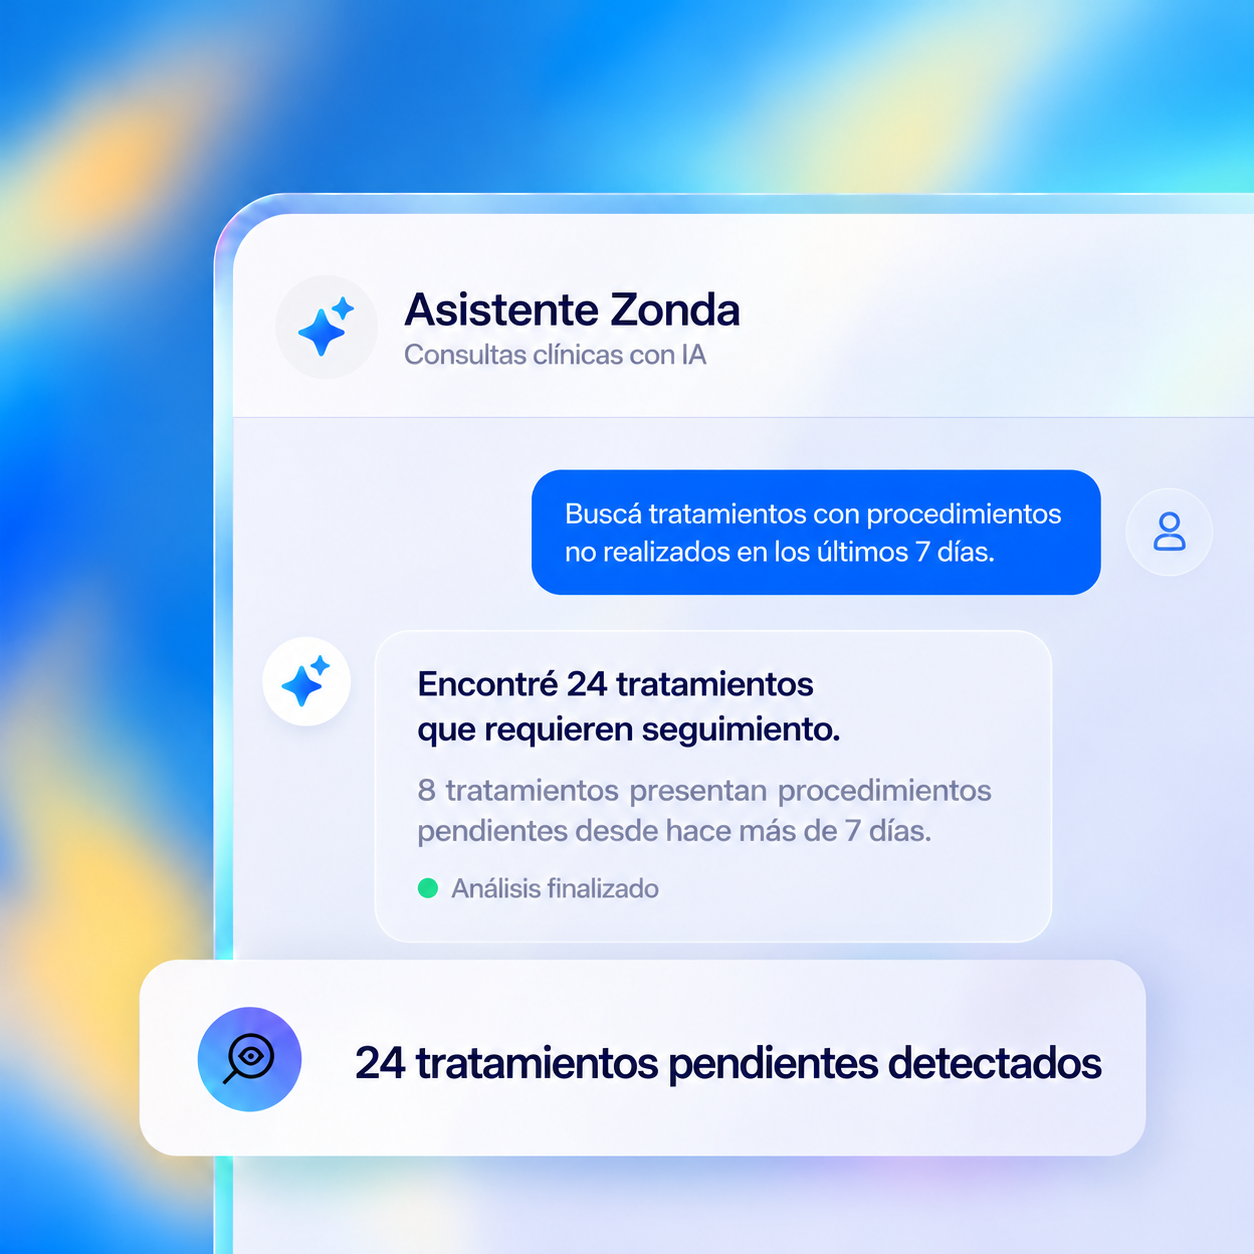 Asistente Zonda
Consultas clínicas con IA
Buscá tratamientos con procedimientos
no realizados en los últimos 7 días.
Encontré 24 tratamientos
que requieren seguimiento.
8 tratamientos presentan procedimientos
pendientes desde hace más de 7 días.
Análisis finalizado
24 tratamientos pendientes detectados